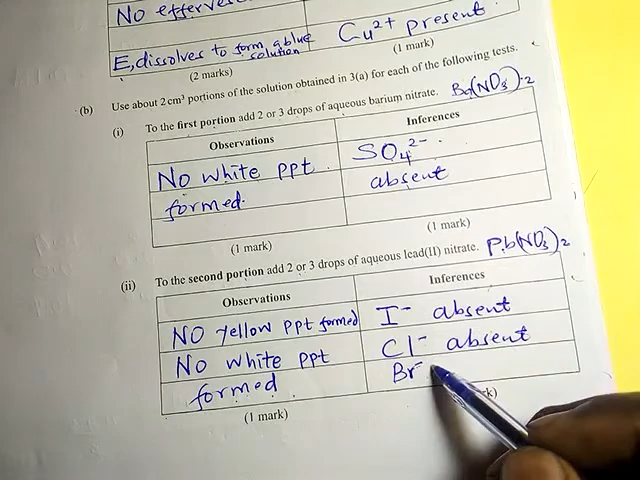 No efferves
E, dissolves to form a blue
solution
Cu²⁺ present
(2 marks)
(1 mark)
(b) Use about 2 cm³ portions of the solution obtained in 3(a) for each of the following tests.
(i) To the first portion add 2 or 3 drops of aqueous barium nitrate. Ba(NO₃)₂
Observations
Inferences
No white ppt
formed.
SO₄²⁻.
absent
(1 mark)
(1 mark)
(ii) To the second portion add 2 or 3 drops of aqueous lead(II) nitrate. Pb(NO₃)₂
Observations
Inferences
NO yellow ppt formed
No white ppt
formed.
I⁻ absent
Cl⁻ absent
Br⁻
(1 mark)
rk)